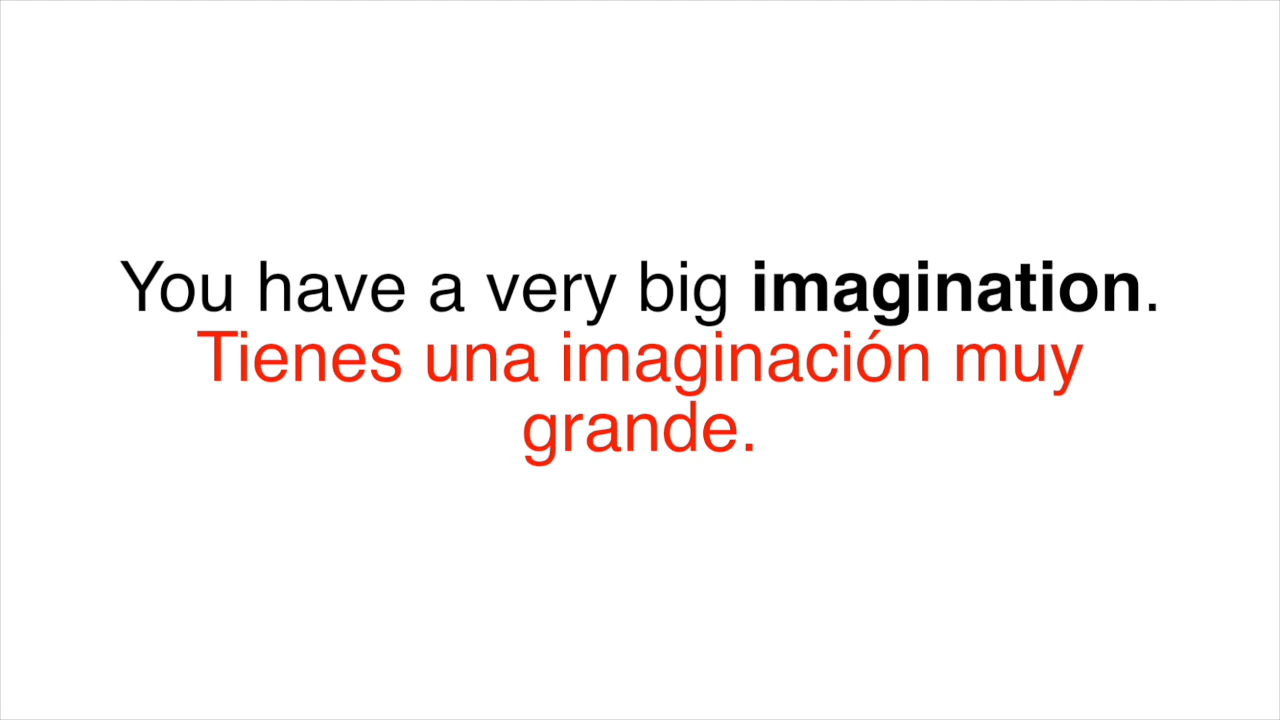 You have a very big imagination.
Tienes una imaginación muy
grande.